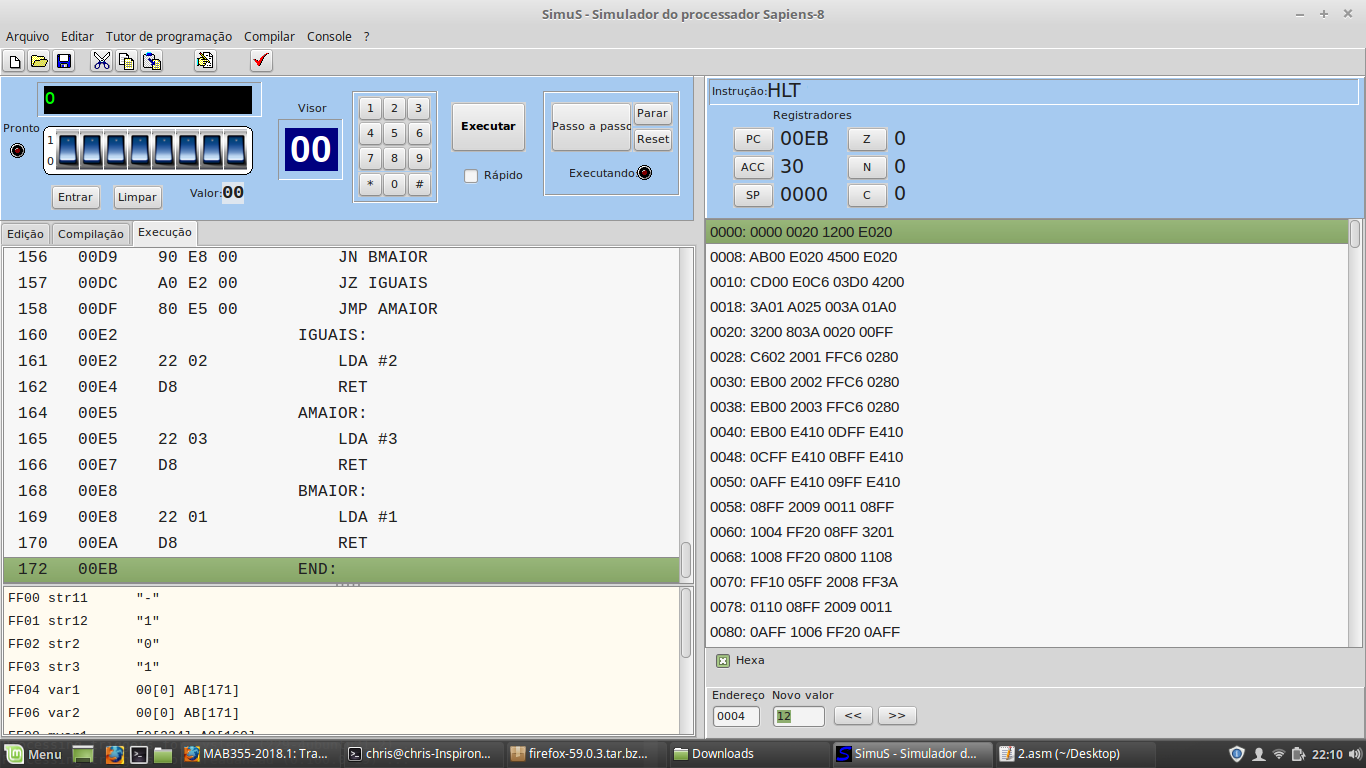 SimuS - Simulador do processador Sapiens-8
Arquivo Editar Tutor de programação Compilar Console ?
0
Pronto
1
0
Entrar Limpar Valor: 00
Visor
00
1 2 3
4 5 6
7 8 9
* 0 #
Executar
Rápido
Passo a passo
Parar
Reset
Executando:
Instrução: HLT
Registradores
PC 00EB Z 0
ACC 30 N 0
SP 0000 C 0
Edição Compilação Execução
156 00D9 90 E8 00 JN BMAIOR
157 00DC A0 E2 00 JZ IGUAIS
158 00DF 80 E5 00 JMP AMAIOR
160 00E2 IGUAIS:
161 00E2 22 02 LDA #2
162 00E4 D8 RET
164 00E5 AMAIOR:
165 00E5 22 03 LDA #3
166 00E7 D8 RET
168 00E8 BMAIOR:
169 00E8 22 01 LDA #1
170 00EA D8 RET
172 00EB END:
FF00 str11 "-"
FF01 str12 "1"
FF02 str2 "0"
FF03 str3 "1"
FF04 var1 00[0] AB[171]
FF06 var2 00[0] AB[171]
0000: 0000 0020 1200 E020
0008: AB00 E020 4500 E020
0010: CD00 E0C6 03D0 4200
0018: 3A01 A025 003A 01A0
0020: 3200 803A 0020 00FF
0028: C602 2001 FFC6 0280
0030: EB00 2002 FFC6 0280
0038: EB00 2003 FFC6 0280
0040: EB00 E410 0DFF E410
0048: 0CFF E410 0BFF E410
0050: 0AFF E410 09FF E410
0058: 08FF 2009 0011 08FF
0060: 1004 FF20 08FF 3201
0068: 1008 FF20 0800 1108
0070: FF10 05FF 2008 FF3A
0078: 0110 08FF 2009 0011
0080: 0AFF 1006 FF20 0AFF
Hexa
Endereço Novo valor
0004 12 << >>
Menu MAB355-2018.1: Tra... chris@chris-Inspiron... firefox-59.0.3.tar.bz... Downloads SimuS - Simulador d... 2.asm (~/Desktop) 22:10